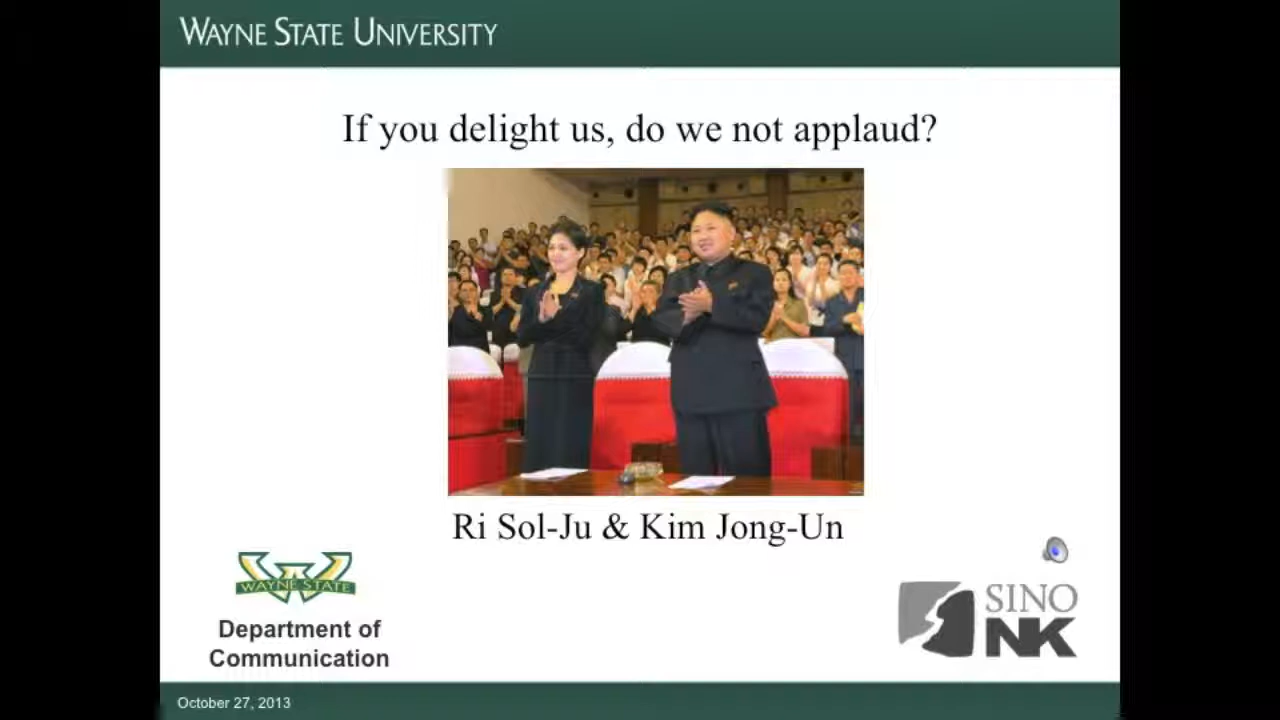 WAYNE STATE UNIVERSITY
If you delight us, do we not applaud?
Ri Sol-Ju & Kim Jong-Un
WAYNE STATE
Department of
Communication
SINO
NK
October 27, 2013